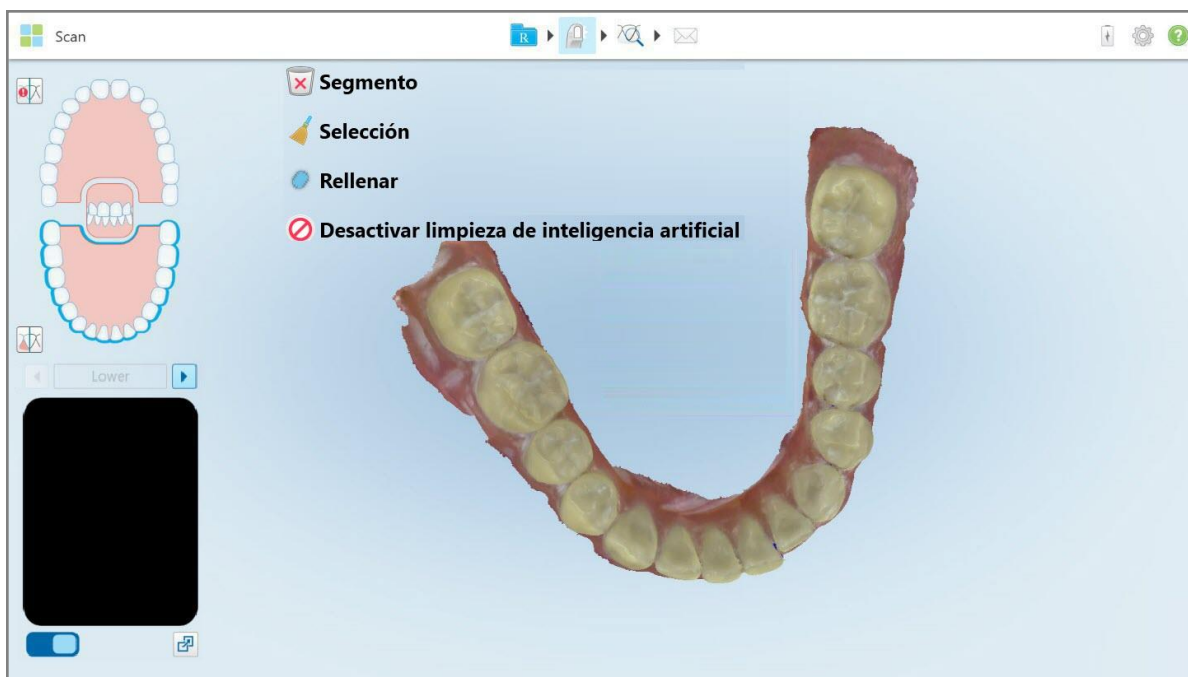 Scan
R
Segmento
Selección
Rellenar
Desactivar limpieza de inteligencia artificial
Lower
?